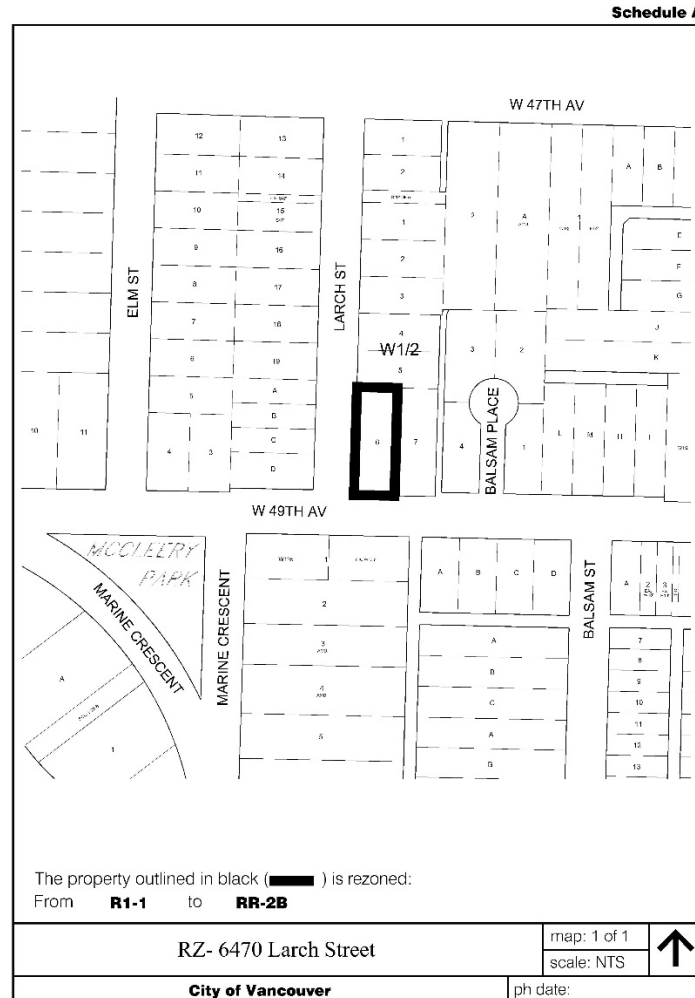 Schedule A
W 47TH AV
12 13 1 A B
11 14 2
10 15 1 2 A 1 E
9 16 2 F
8 17 3 G
ELM ST
LARCH ST
7 18 4 J
W1/2
6 19 5 3 2 K
5 A
B
10 11 4 3 C 6 7 4 BALSAM PLACE 1 L M H I
D
W 49TH AV
MCCLEERY
PARK
MARINE CRESCENT
MARINE CRESCENT
BALSAM ST
1 A B C D A 2 3
2
3 A 7
B 8
A 4 C 9
10
5 A 11
1 B 12
13
The property outlined in black ( ) is rezoned:
From R1-1 to RR-2B
RZ- 6470 Larch Street
map: 1 of 1
scale: NTS
City of Vancouver
ph date: